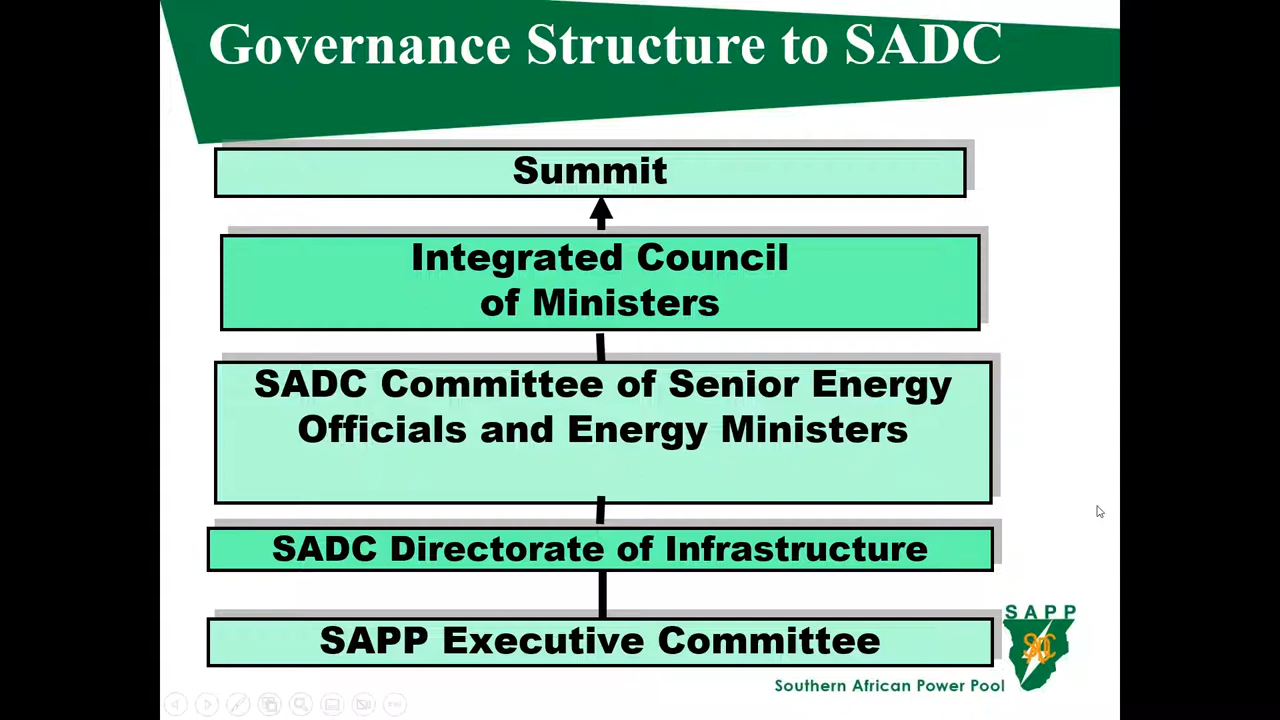 Governance Structure to SADC
Summit
Integrated Council
of Ministers
SADC Committee of Senior Energy
Officials and Energy Ministers
SADC Directorate of Infrastructure
SAPP Executive Committee
SAPP
Southern African Power Pool